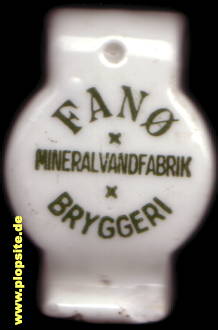 FANØ
×
MINERALVANDFABRIK
×
BRYGGERI
© www.plopsite.de